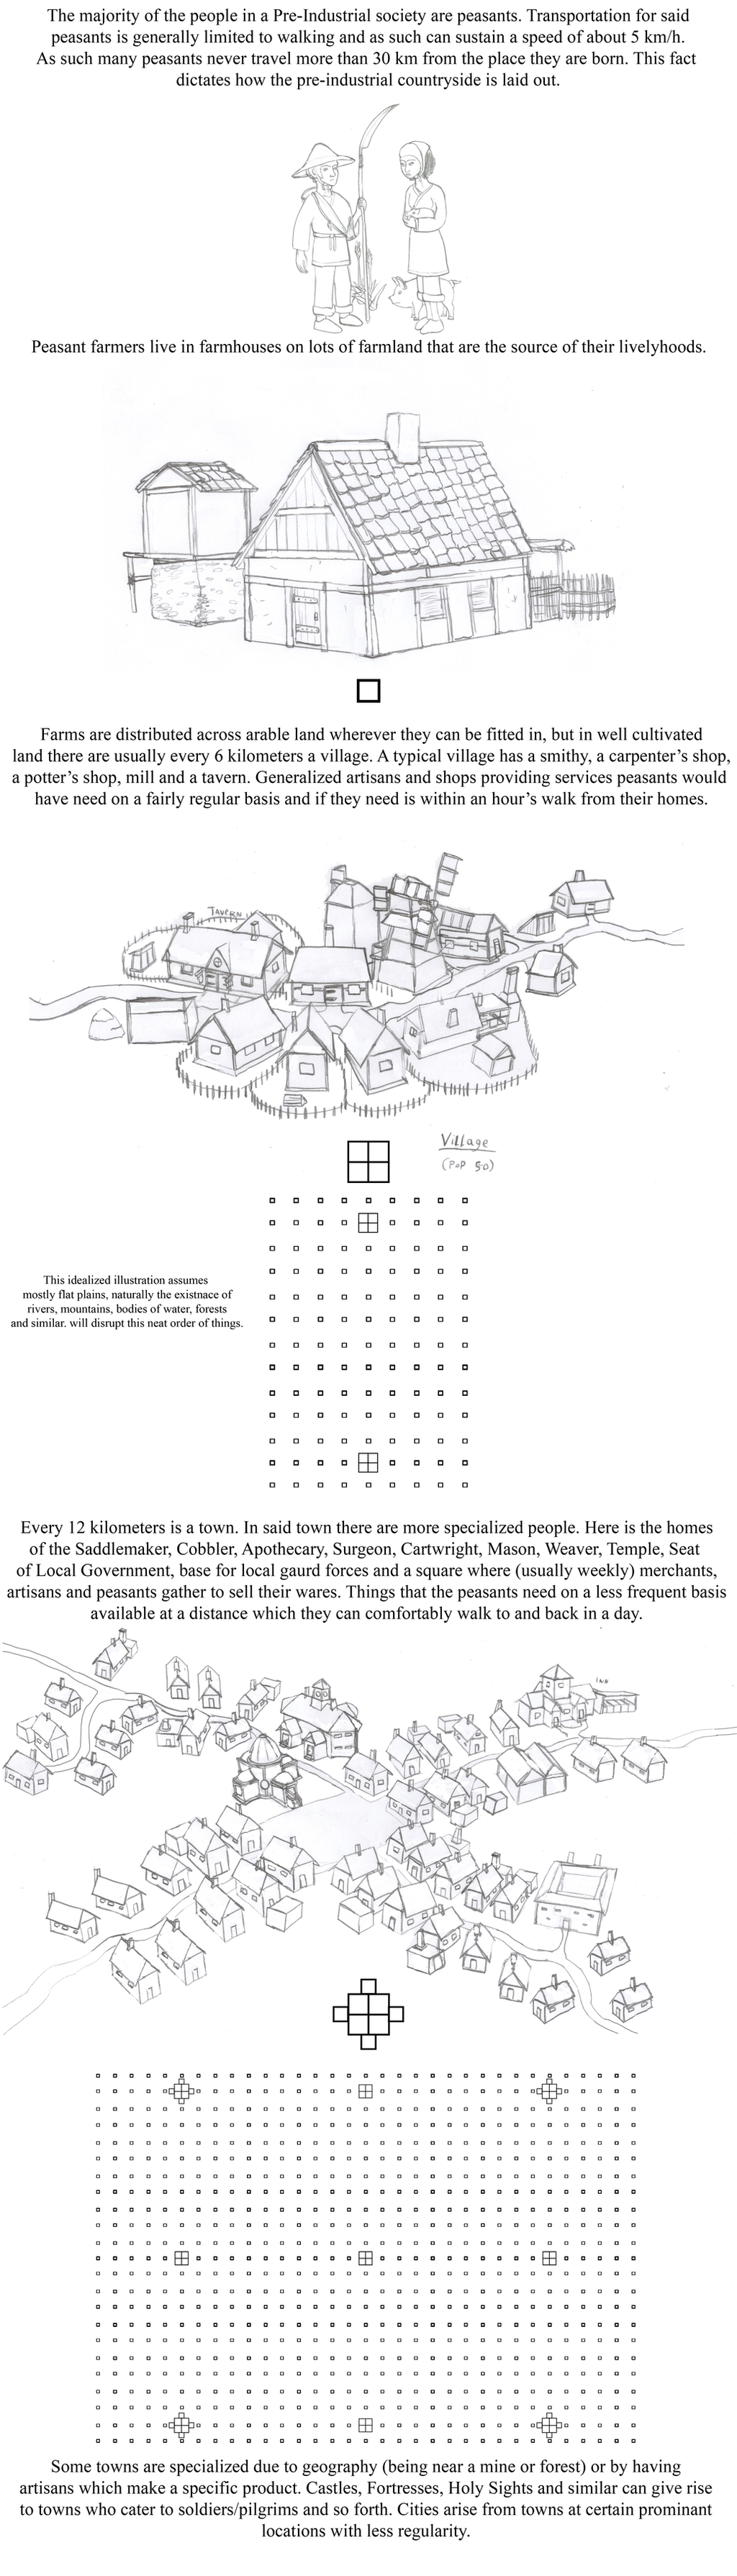 The majority of the people in a Pre-Industrial society are peasants. Transportation for said
peasants is generally limited to walking and as such can sustain a speed of about 5 km/h.
As such many peasants never travel more than 30 km from the place they are born. This fact
dictates how the pre-industrial countryside is laid out.
Peasant farmers live in farmhouses on lots of farmland that are the source of their livelyhoods.
Farms are distributed across arable land wherever they can be fitted in, but in well cultivated
land there are usually every 6 kilometers a village. A typical village has a smithy, a carpenter's shop,
a potter's shop, mill and a tavern. Generalized artisans and shops providing services peasants would
have need on a fairly regular basis and if they need is within an hour's walk from their homes.
TAVERN
Village
(POP 50)
This idealized illustration assumes
mostly flat plains, naturally the existnace of
rivers, mountains, bodies of water, forests
and similar. will disrupt this neat order of things.
Every 12 kilometers is a town. In said town there are more specialized people. Here is the homes
of the Saddlemaker, Cobbler, Apothecary, Surgeon, Cartwright, Mason, Weaver, Temple, Seat
of Local Government, base for local gaurd forces and a square where (usually weekly) merchants,
artisans and peasants gather to sell their wares. Things that the peasants need on a less frequent basis
available at a distance which they can comfortably walk to and back in a day.
INN
Some towns are specialized due to geography (being near a mine or forest) or by having
artisans which make a specific product. Castles, Fortresses, Holy Sights and similar can give rise
to towns who cater to soldiers/pilgrims and so forth. Cities arise from towns at certain prominant
locations with less regularity.